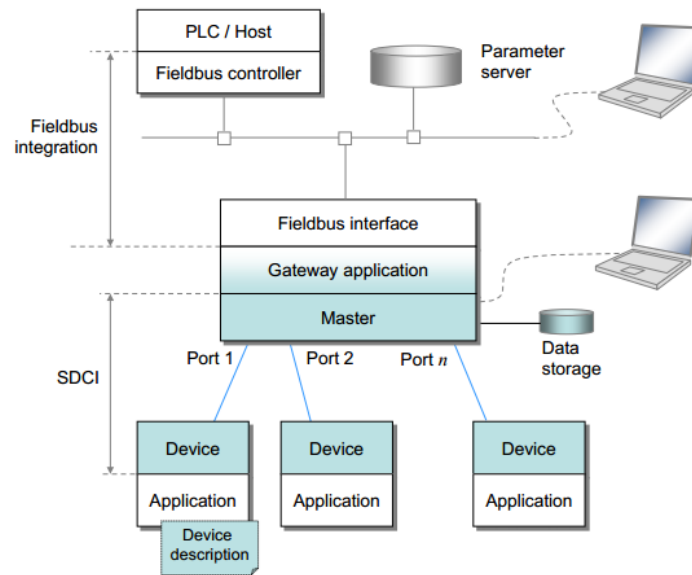 PLC / Host
Fieldbus controller
Parameter
server
Fieldbus
integration
Fieldbus interface
Gateway application
Master
Data
storage
Port 1
Port 2
Port n
SDCI
Device
Device
Device
Application
Application
Application
Device
description